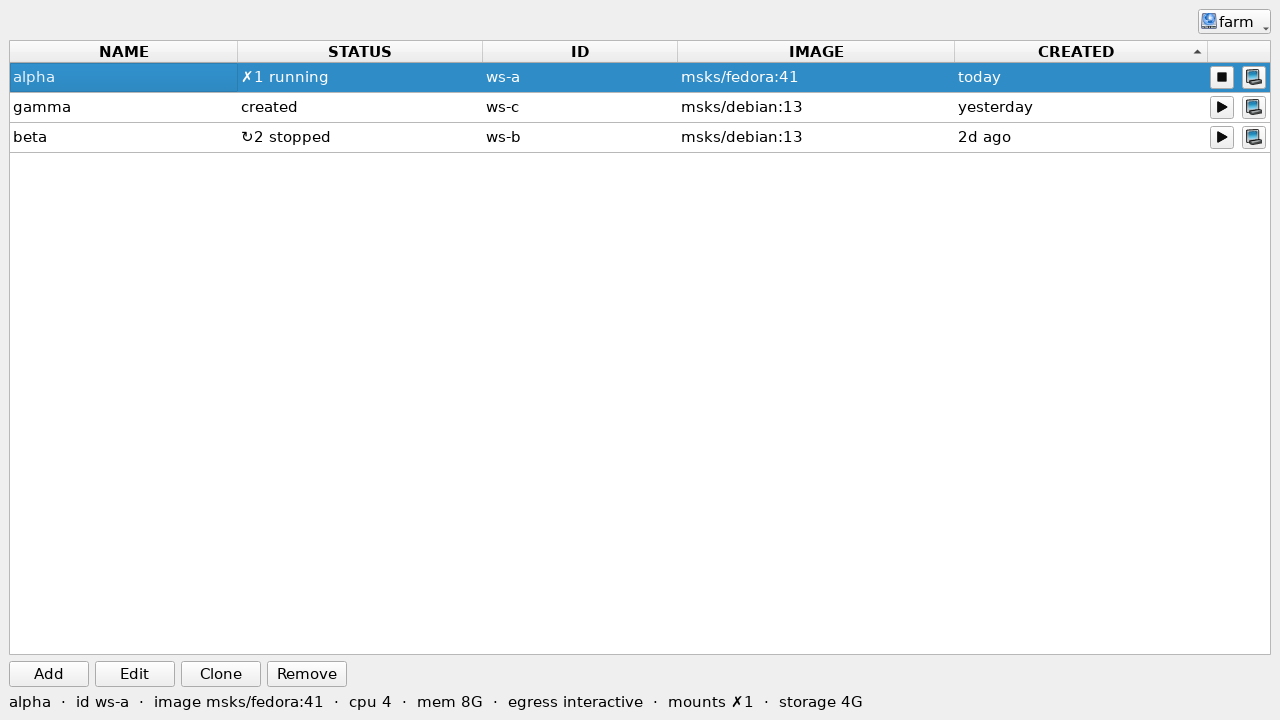 farm
NAME STATUS ID IMAGE CREATED
alpha ✗1 running ws-a msks/fedora:41 today
gamma created ws-c msks/debian:13 yesterday
beta ↻2 stopped ws-b msks/debian:13 2d ago
Add Edit Clone Remove
alpha · id ws-a · image msks/fedora:41 · cpu 4 · mem 8G · egress interactive · mounts ✗1 · storage 4G